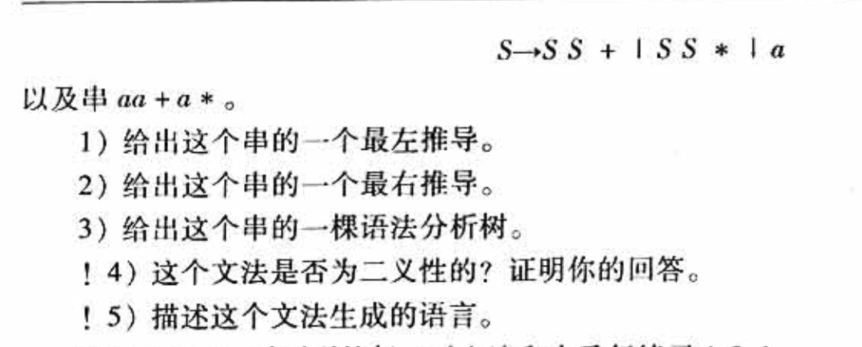 S→S S + | S S * | a
以及串 aa + a * 。
1) 给出这个串的一个最左推导。
2) 给出这个串的一个最右推导。
3) 给出这个串的一棵语法分析树。
! 4) 这个文法是否为二义性的? 证明你的回答。
! 5) 描述这个文法生成的语言。